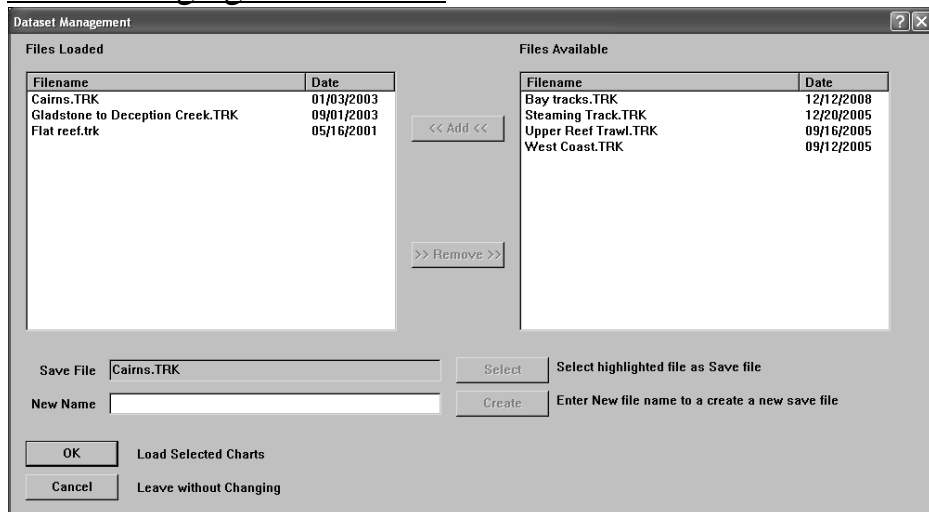 Dataset Management
Files Loaded
Files Available
Filename Date
Cairns.TRK 01/03/2003
Gladstone to Deception Creek.TRK 09/01/2003
Flat reef.trk 05/16/2001
<< Add <<
>> Remove >>
Filename Date
Bay tracks.TRK 12/12/2008
Steaming Track.TRK 12/20/2005
Upper Reef Trawl.TRK 09/16/2005
West Coast.TRK 09/12/2005
Save File Cairns.TRK Select Select highlighted file as Save file
New Name Create Enter New file name to a create a new save file
OK Load Selected Charts
Cancel Leave without Changing